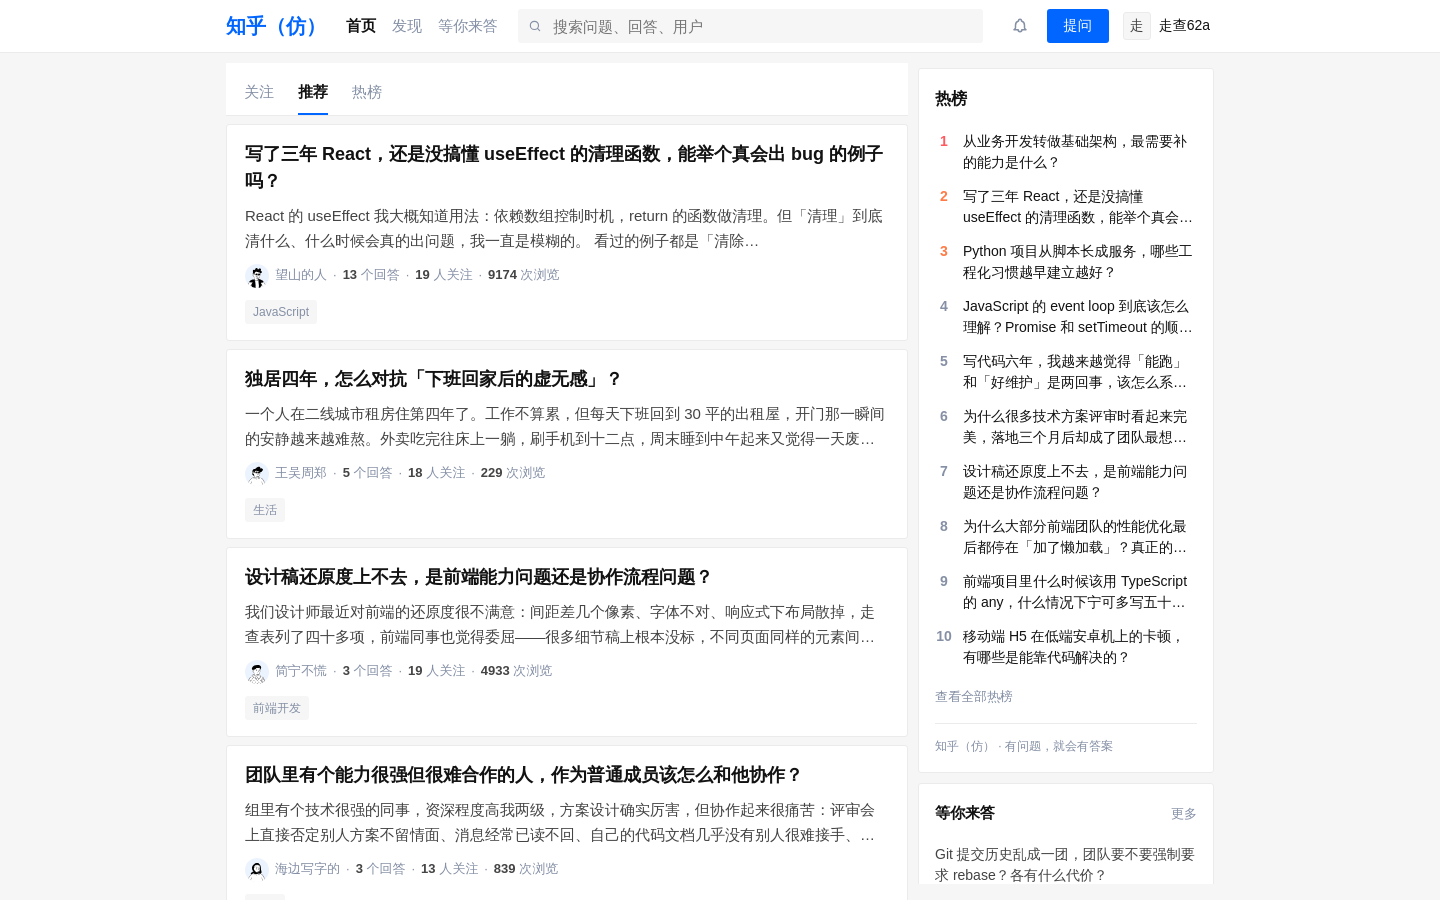 知乎（仿） 首页 发现 等你来答 搜索问题、回答、用户 提问 走 走查62a
关注 推荐 热榜
写了三年 React，还是没搞懂 useEffect 的清理函数，能举个真会出 bug 的例子
吗？
React 的 useEffect 我大概知道用法：依赖数组控制时机，return 的函数做清理。但「清理」到底
清什么、什么时候会真的出问题，我一直是模糊的。 看过的例子都是「清除…
望山的人 · 13 个回答 · 19 人关注 · 9174 次浏览
JavaScript
独居四年，怎么对抗「下班回家后的虚无感」？
一个人在二线城市租房住第四年了。工作不算累，但每天下班回到 30 平的出租屋，开门那一瞬间
的安静越来越难熬。外卖吃完往床上一躺，刷手机到十二点，周末睡到中午起来又觉得一天废…
王吴周郑 · 5 个回答 · 18 人关注 · 229 次浏览
生活
设计稿还原度上不去，是前端能力问题还是协作流程问题？
我们设计师最近对前端的还原度很不满意：间距差几个像素、字体不对、响应式下布局散掉，走
查表列了四十多项，前端同事也觉得委屈——很多细节稿上根本没标，不同页面同样的元素间…
简宁不慌 · 3 个回答 · 19 人关注 · 4933 次浏览
前端开发
团队里有个能力很强但很难合作的人，作为普通成员该怎么和他协作？
组里有个技术很强的同事，资深程度高我两级，方案设计确实厉害，但协作起来很痛苦：评审会
上直接否定别人方案不留情面、消息经常已读不回、自己的代码文档几乎没有别人很难接手、…
海边写字的 · 3 个回答 · 13 人关注 · 839 次浏览
热榜
1 从业务开发转做基础架构，最需要补
的能力是什么？
2 写了三年 React，还是没搞懂
useEffect 的清理函数，能举个真会…
3 Python 项目从脚本长成服务，哪些工
程化习惯越早建立越好？
4 JavaScript 的 event loop 到底该怎么
理解？Promise 和 setTimeout 的顺…
5 写代码六年，我越来越觉得「能跑」
和「好维护」是两回事，该怎么系…
6 为什么很多技术方案评审时看起来完
美，落地三个月后却成了团队最想…
7 设计稿还原度上不去，是前端能力问
题还是协作流程问题？
8 为什么大部分前端团队的性能优化最
后都停在「加了懒加载」？真正的…
9 前端项目里什么时候该用 TypeScript
的 any，什么情况下宁可多写五十…
10 移动端 H5 在低端安卓机上的卡顿，
有哪些是能靠代码解决的？
查看全部热榜
知乎（仿） · 有问题，就会有答案
等你来答 更多
Git 提交历史乱成一团，团队要不要强制要
求 rebase？各有什么代价？